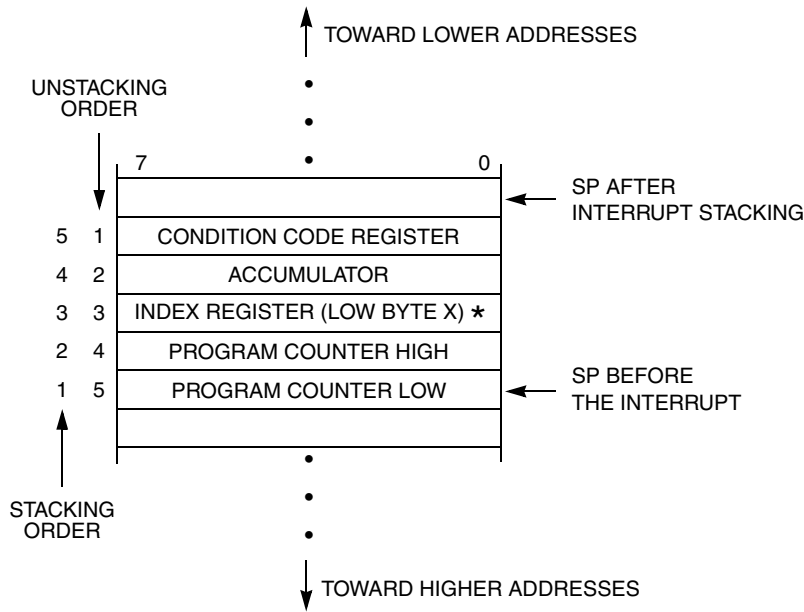 TOWARD LOWER ADDRESSES
UNSTACKING
ORDER
7 0
SP AFTER
INTERRUPT STACKING
5 1 CONDITION CODE REGISTER
4 2 ACCUMULATOR
3 3 INDEX REGISTER (LOW BYTE X) *
2 4 PROGRAM COUNTER HIGH
1 5 PROGRAM COUNTER LOW
SP BEFORE
THE INTERRUPT
STACKING
ORDER
TOWARD HIGHER ADDRESSES